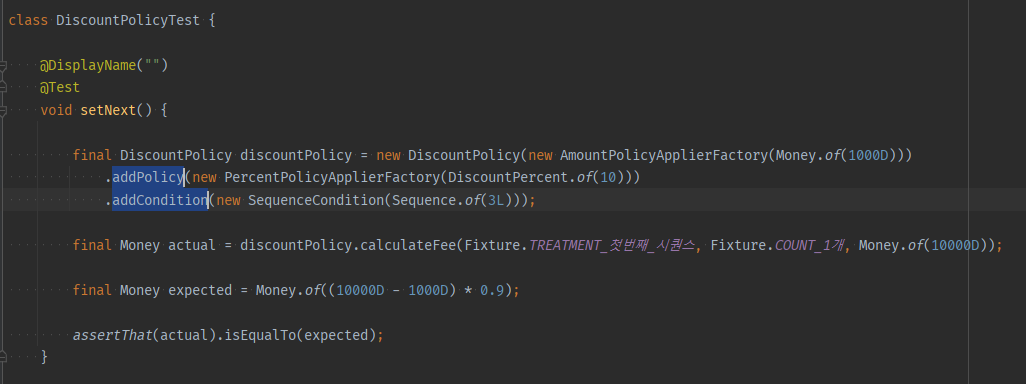 class DiscountPolicyTest {
@DisplayName("")
@Test
void setNext() {
final DiscountPolicy discountPolicy = new DiscountPolicy(new AmountPolicyApplierFactory(Money.of(1000D)))
.addPolicy(new PercentPolicyApplierFactory(DiscountPercent.of(10)))
.addCondition(new SequenceCondition(Sequence.of(3L)));
final Money actual = discountPolicy.calculateFee(Fixture.TREATMENT_첫번째_시퀀스, Fixture.COUNT_1개, Money.of(10000D));
final Money expected = Money.of((10000D - 1000D) * 0.9);
assertThat(actual).isEqualTo(expected);
}